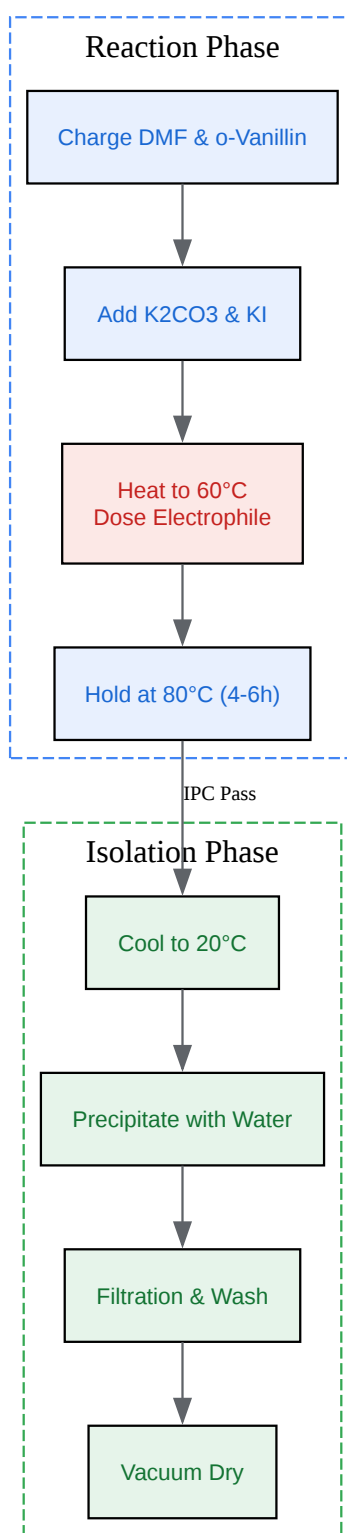 Reaction Phase
Charge DMF & o-Vanillin
Add K2CO3 & KI
Heat to 60°C
Dose Electrophile
Hold at 80°C (4-6h)
IPC Pass
Isolation Phase
Cool to 20°C
Precipitate with Water
Filtration & Wash
Vacuum Dry